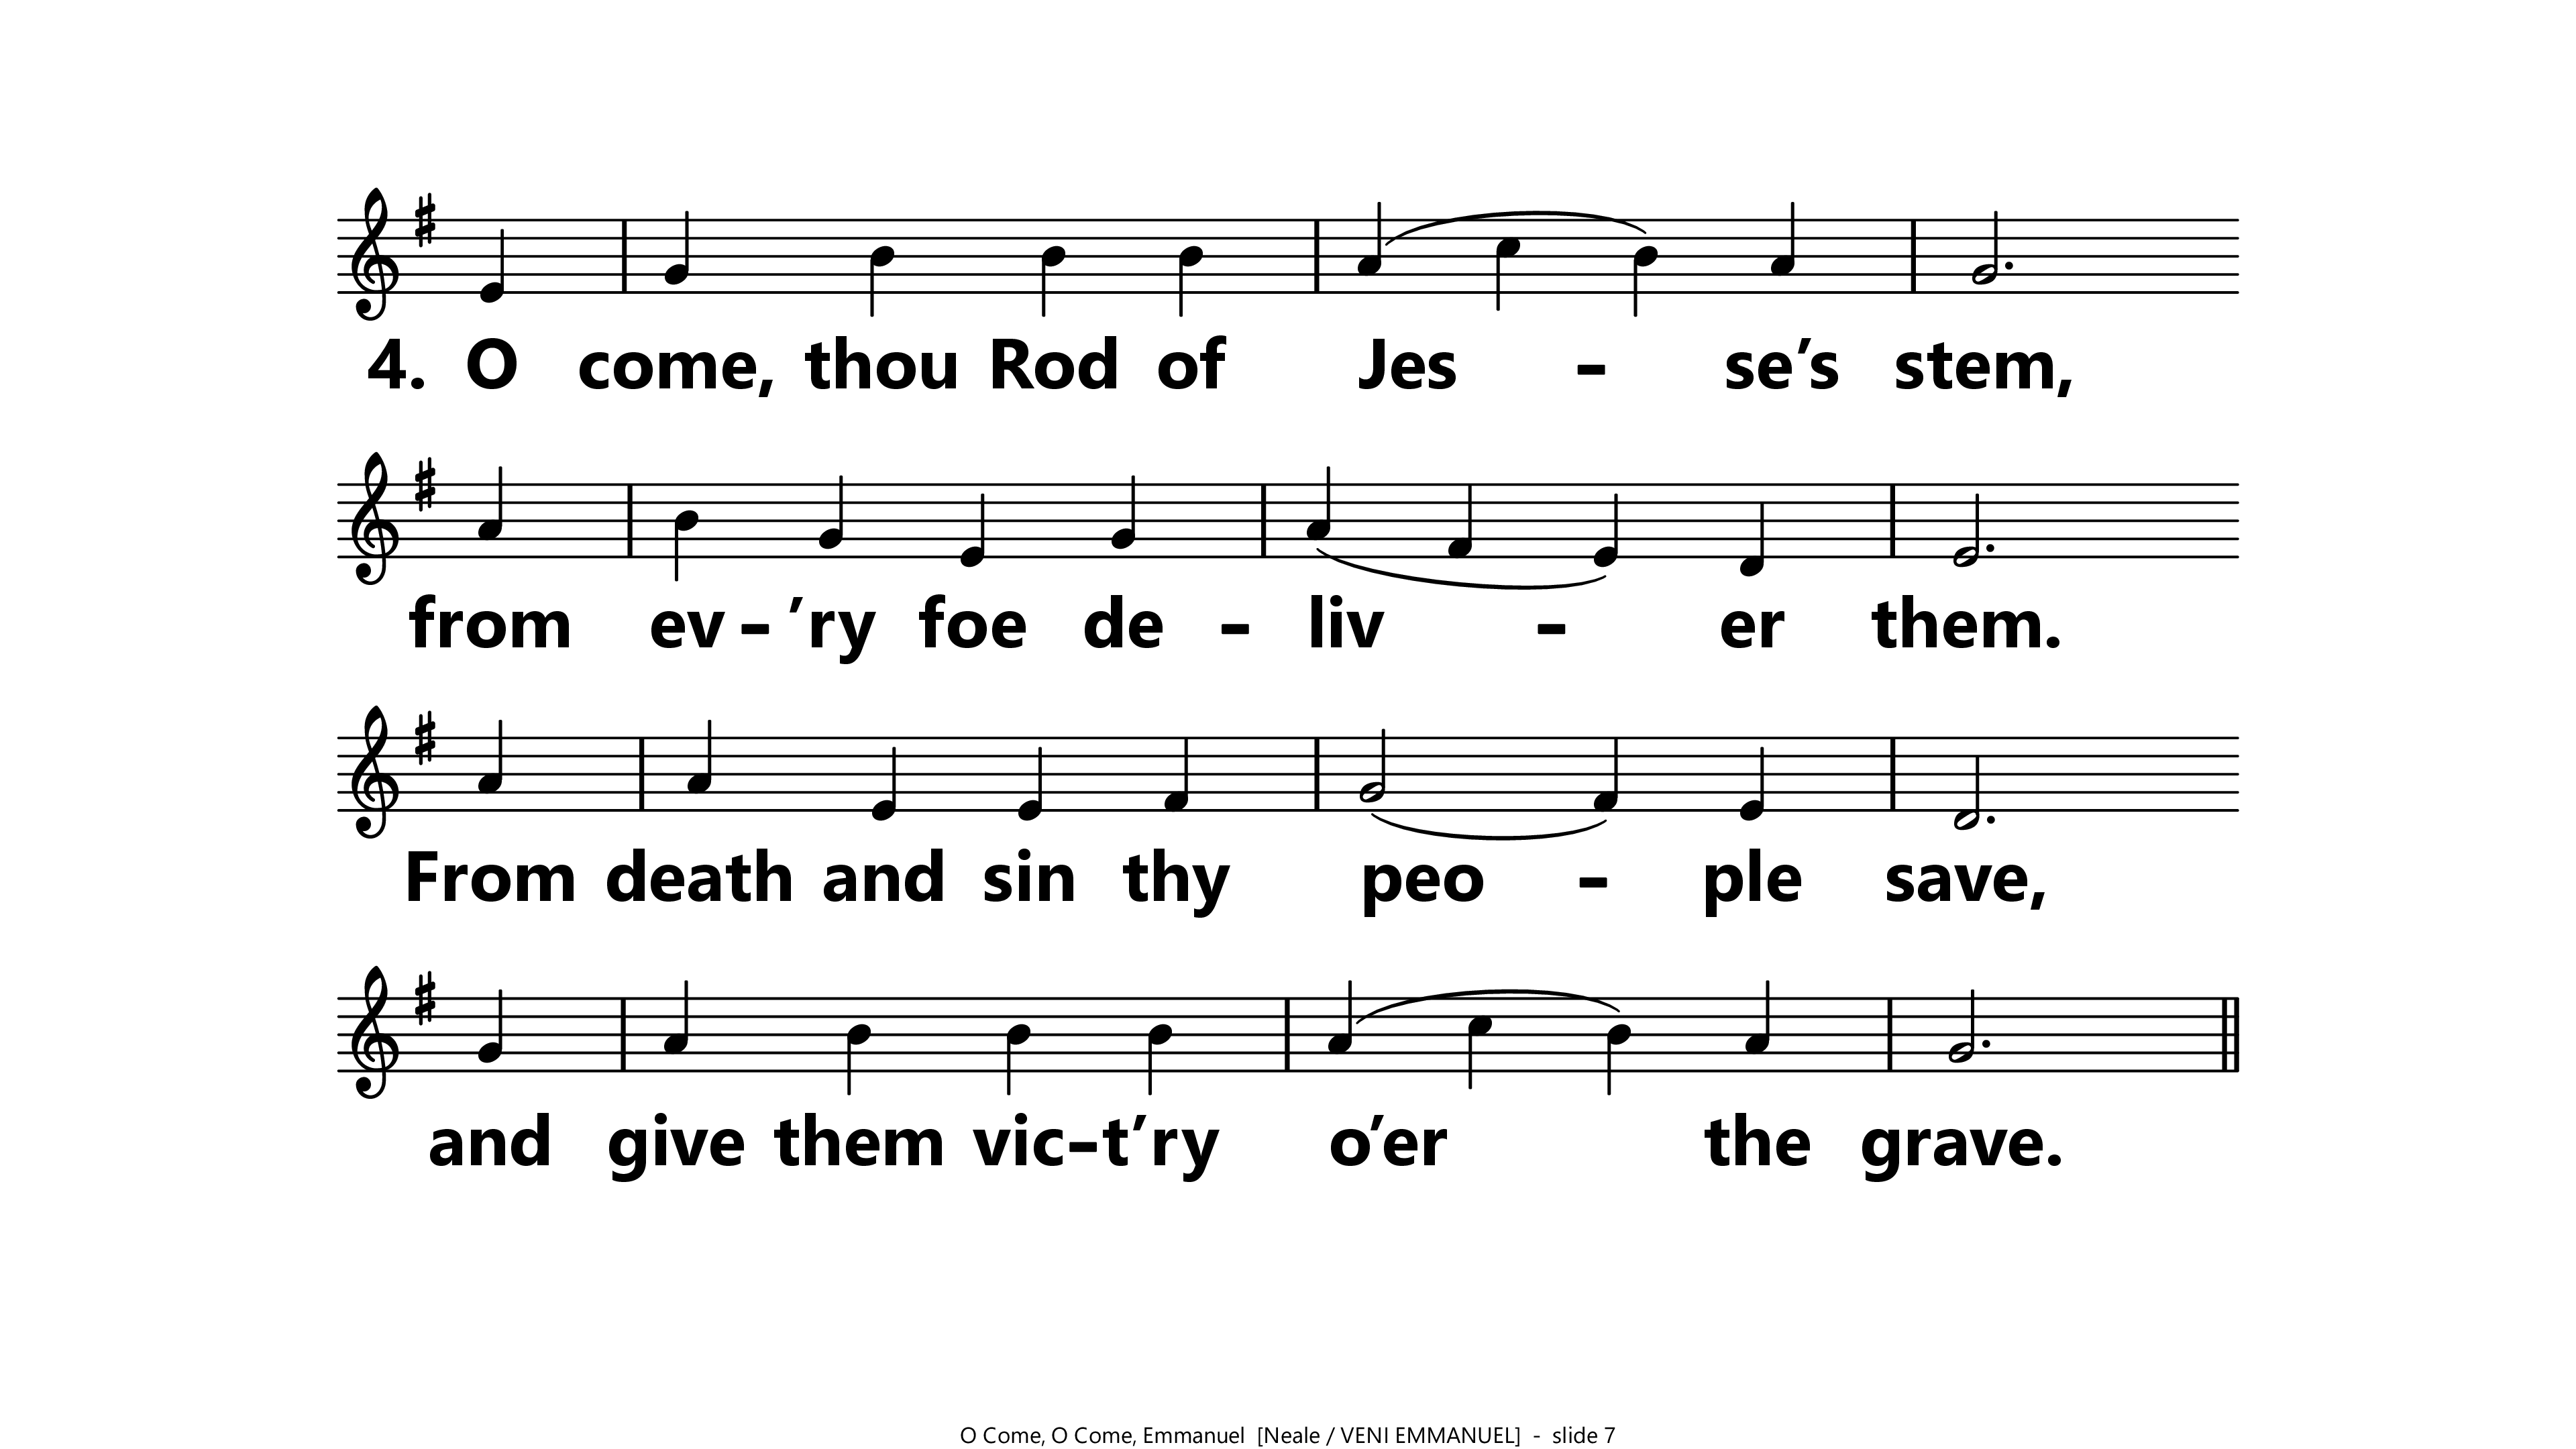 4. O come, thou Rod of Jes - se’s stem,
from ev - ’ry foe de - liv - er them.
From death and sin thy peo - ple save,
and give them vic-t’ry o’er the grave.
O Come, O Come, Emmanuel [Neale / VENI EMMANUEL] - slide 7